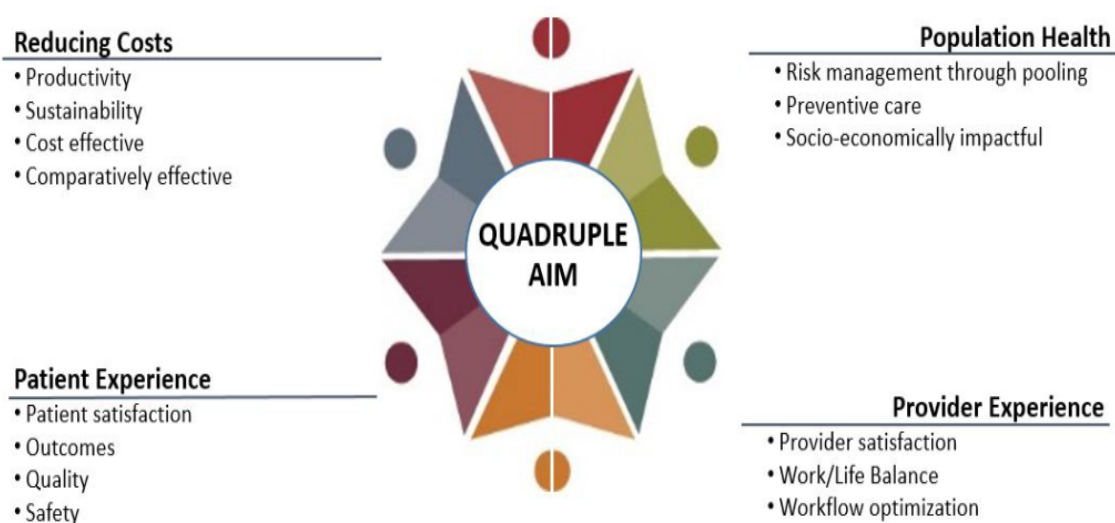 Reducing Costs
• Productivity
• Sustainability
• Cost effective
• Comparatively effective
Population Health
• Risk management through pooling
• Preventive care
• Socio-economically impactful
QUADRUPLE
AIM
Patient Experience
• Patient satisfaction
• Outcomes
• Quality
• Safety
Provider Experience
• Provider satisfaction
• Work/Life Balance
• Workflow optimization